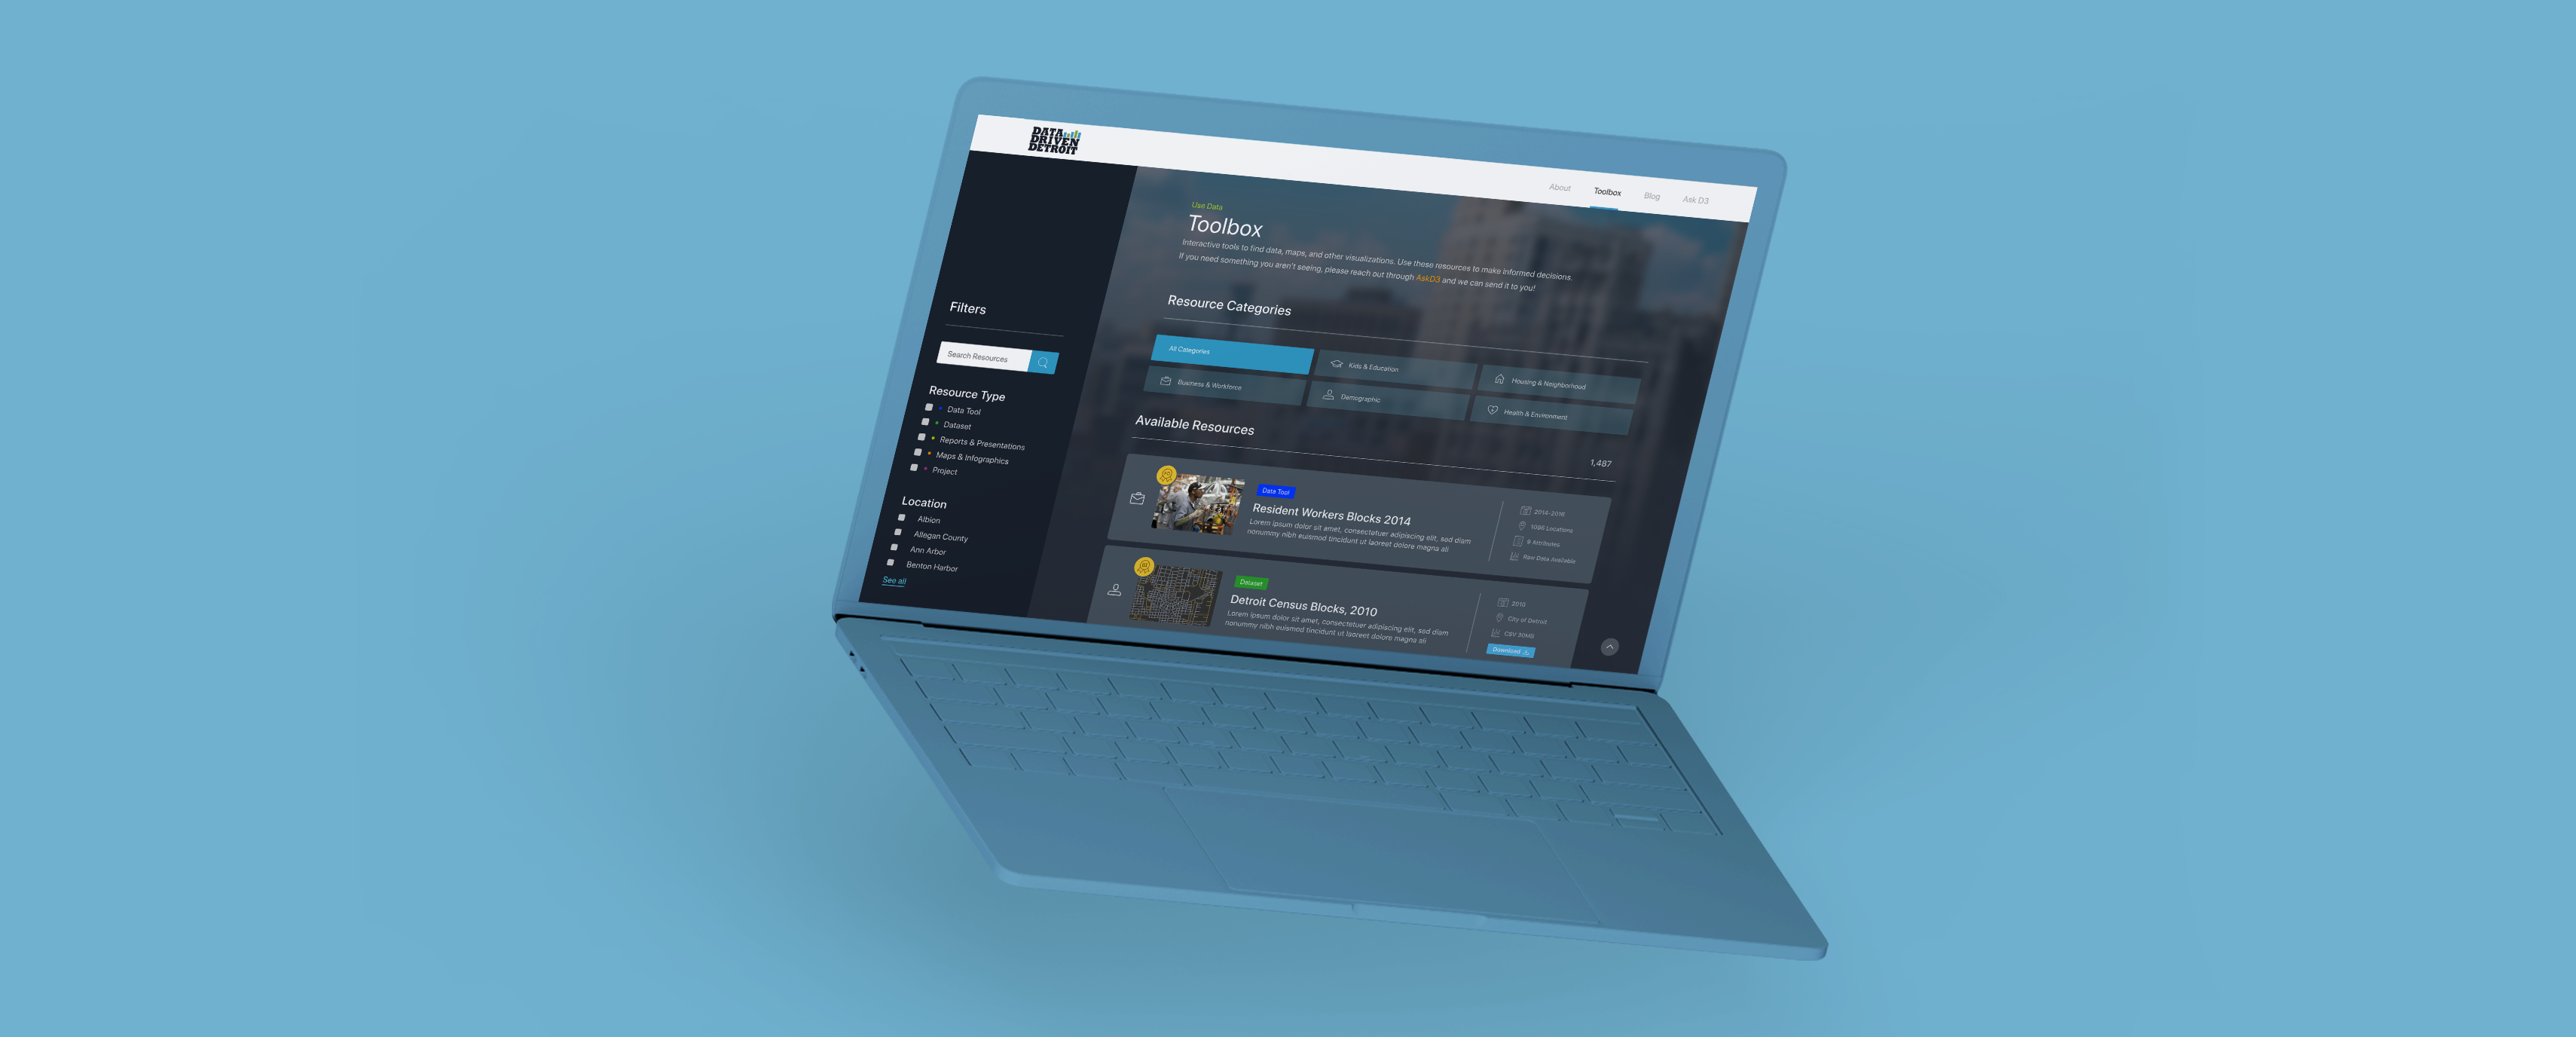 DATA
DRIVEN
DETROIT
About
Toolbox
Blog
Ask D3
Use Data
Toolbox
Interactive tools to find data, maps, and other visualizations. Use these resources to make informed decisions.
If you need something you aren't seeing, please reach out through AskD3 and we can send it to you!
Filters
Search Resources
Resource Type
Data Tool
Dataset
Reports & Presentations
Maps & Infographics
Project
Location
Albion
Allegan County
Ann Arbor
Benton Harbor
See all
Resource Categories
All Categories
Kids & Education
Housing & Neighborhood
Business & Workforce
Demographic
Health & Environment
Available Resources
1,487
Data Tool
Resident Workers Blocks 2014
Lorem ipsum dolor sit amet, consectetuer adipiscing elit, sed diam
nonummy nibh euismod tincidunt ut laoreet dolore magna ali
2014-2016
1096 Locations
9 Attributes
Raw Data Available
Dataset
Detroit Census Blocks, 2010
Lorem ipsum dolor sit amet, consectetuer adipiscing elit, sed diam
nonummy nibh euismod tincidunt ut laoreet dolore magna ali
2010
City of Detroit
CSV 30MB
Download